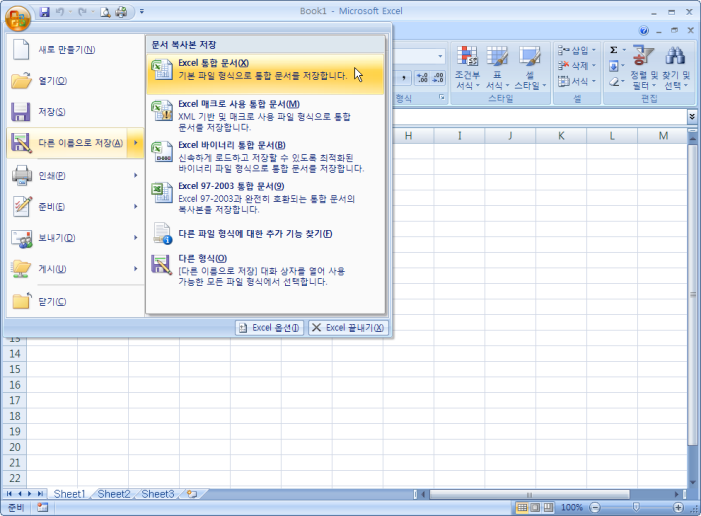 Book1 - Microsoft Excel
새로 만들기(N)
열기(O)
저장(S)
다른 이름으로 저장(A)
인쇄(P)
준비(E)
보내기(D)
게시(U)
닫기(C)
문서 복사본 저장
Excel 통합 문서(X)
기본 파일 형식으로 통합 문서를 저장합니다.
Excel 매크로 사용 통합 문서(M)
XML 기반 및 매크로 사용 파일 형식으로 통합
문서를 저장합니다.
Excel 바이너리 통합 문서(B)
신속하게 로드하고 저장할 수 있도록 최적화된
바이너리 파일 형식으로 통합 문서를 저장합니다.
Excel 97-2003 통합 문서(9)
Excel 97-2003과 완전히 호환되는 통합 문서의
복사본을 저장합니다.
다른 파일 형식에 대한 추가 기능 찾기(F)
다른 형식(O)
[다른 이름으로 저장] 대화 상자를 열어 사용
가능한 모든 파일 형식에서 선택합니다.
Excel 옵션(I)
Excel 끝내기(X)
조건부
서식
표
서식
셀
스타일
스타일
삽입
삭제
서식
셀
Σ
정렬 및
필터
찾기 및
선택
편집
형식
H I J K L M
13
14
15
16
17
18
19
20
21
22
Sheet1 Sheet2 Sheet3
준비
100%